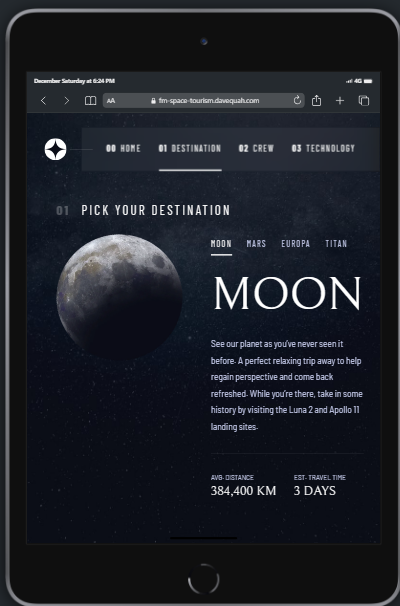 December Saturday at 6:24 PM
4G
AA
fm-space-tourism.davequah.com
00 HOME
01 DESTINATION
02 CREW
03 TECHNOLOGY
01 PICK YOUR DESTINATION
MOON
MARS
EUROPA
TITAN
MOON
See our planet as you've never seen it
before. A perfect relaxing trip away to help
regain perspective and come back
refreshed. While you're there, take in some
history by visiting the Luna 2 and Apollo 11
landing sites.
AVG. DISTANCE
384,400 KM
EST. TRAVEL TIME
3 DAYS